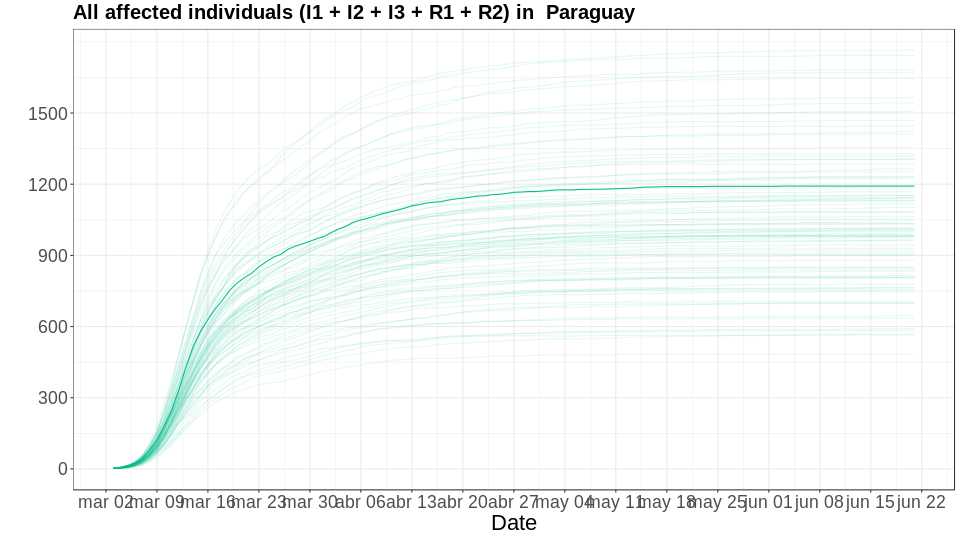 All affected individuals (I1 + I2 + I3 + R1 + R2) in  Paraguay
1500
1200
900
600
300
0
mar 02 mar 09 mar 16 mar 23 mar 30 abr 06 abr 13 abr 20 abr 27 may 04 may 11 may 18 may 25 jun 01 jun 08 jun 15 jun 22
Date